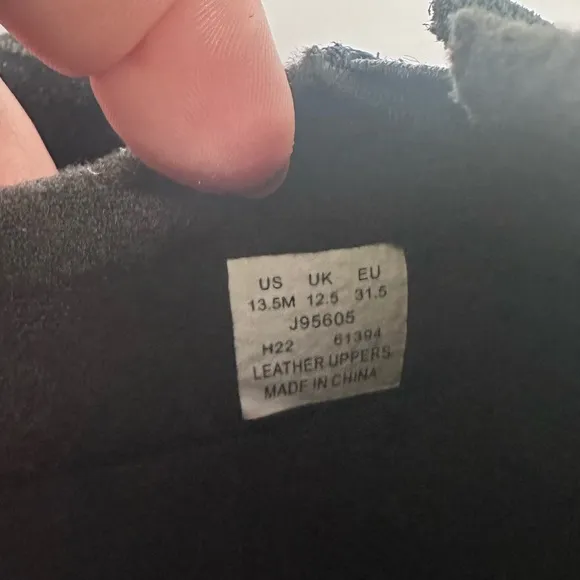 US UK EU
13.5M 12.5 31.5
J95605
H22 61394
LEATHER UPPERS
MADE IN CHINA